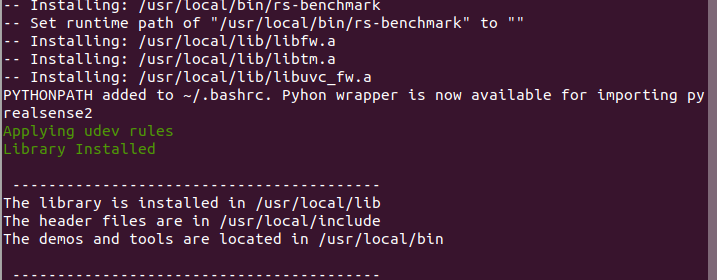 -- Installing: /usr/local/bin/rs-benchmark
-- Set runtime path of "/usr/local/bin/rs-benchmark" to ""
-- Installing: /usr/local/lib/libfw.a
-- Installing: /usr/local/lib/libtm.a
-- Installing: /usr/local/lib/libuvc_fw.a
PYTHONPATH added to ~/.bashrc. Pyhon wrapper is now available for importing py
realsense2
Applying udev rules
Library Installed
-----------------------------------------
The library is installed in /usr/local/lib
The header files are in /usr/local/include
The demos and tools are located in /usr/local/bin
-----------------------------------------